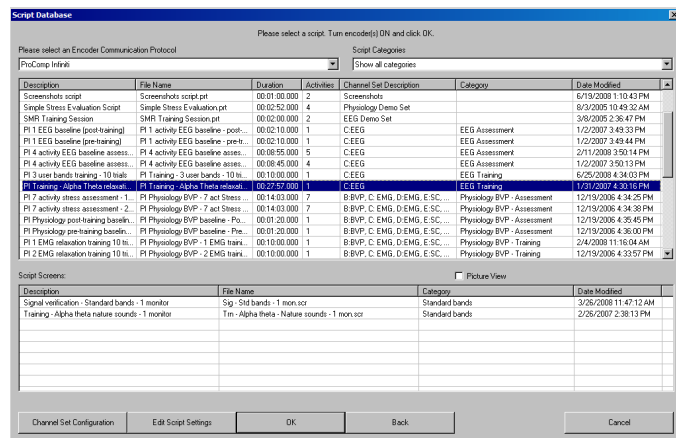 Script Database
Please select a script. Turn encoder(s) ON and click OK.
Please select an Encoder Communication Protocol Script Categories
ProComp Infiniti Show all categories
Description File Name Duration Activities Channel Set Description Category Date Modified
Screenshots script Screenshots script.prt 00:01:00.000 2 Screenshots 6/19/2008 1:10:43 PM
Simple Stress Evaluation Script Simple Stress Evaluation.prt 00:02:52.000 4 Physiology Demo Set 8/3/2005 10:49:32 AM
SMR Training Session SMR Training Session.prt 00:02:00.000 2 EEG Demo Set 3/8/2005 2:36:47 PM
PI 1 EEG baseline (post-training) PI 1 activity EEG baseline - post-... 00:02:10.000 1 C:EEG EEG Assessment 1/2/2007 3:49:33 PM
PI 1 EEG baseline (pre-training) PI 1 activity EEG baseline - pre-tr... 00:02:10.000 1 C:EEG EEG Assessment 1/2/2007 3:49:44 PM
PI 4 activity EEG baseline assess... PI 4 activity EEG baseline asses... 00:08:55.000 5 C:EEG EEG Assessment 2/11/2008 3:50:14 PM
PI 4 activity EEG baseline assess... PI 4 activity EEG baseline asses... 00:08:45.000 4 C:EEG EEG Assessment 1/2/2007 3:50:13 PM
PI 3 user bands training - 10 trials PI Training - 3 user bands - 10 tri... 00:10:00.000 1 C:EEG EEG Training 6/25/2008 4:34:03 PM
PI Training - Alpha Theta relaxati... PI Training - Alpha Theta relaxati... 00:27:57.000 1 C:EEG EEG Training 1/31/2007 4:30:16 PM
PI 7 activity stress assessment - 1... PI Physiology BVP - 7 act Stress ... 00:14:03.000 7 B:BVP, C: EMG, D:EMG, E:SC, ... Physiology BVP - Assessment 12/19/2006 4:34:25 PM
PI 7 activity stress assessment - 2... PI Physiology BVP - 7 act Stress ... 00:14:03.000 7 B:BVP, C: EMG, D:EMG, E:SC, ... Physiology BVP - Assessment 12/19/2006 4:34:38 PM
PI Physiology post-training baselin... PI Physiology BVP baseline - Po... 00:01:20.000 1 B:BVP, C: EMG, D:EMG, E:SC, ... Physiology BVP - Assessment 12/19/2006 4:35:45 PM
PI Physiology pre-training baselin... PI Physiology BVP baseline - Pre... 00:01:20.000 1 B:BVP, C: EMG, D:EMG, E:SC, ... Physiology BVP - Assessment 12/19/2006 4:36:00 PM
PI 1 EMG relaxation training 10 tri... PI Physiology BVP - 1 EMG traini... 00:10:00.000 1 B:BVP, C: EMG, D:EMG, E:SC, ... Physiology BVP - Training 2/4/2008 11:16:04 AM
PI 2 EMG relaxation training 10 tri... PI Physiology BVP - 2 EMG traini... 00:10:00.000 1 B:BVP, C: EMG, D:EMG, E:SC, ... Physiology BVP - Training 12/19/2006 4:33:57 PM
Script Screens: Picture View
Description File Name Category Date Modified
Signal verification - Standard bands - 1 monitor Sig - Std bands - 1 mon.scr Standard bands 3/26/2008 11:47:12 AM
Training - Alpha theta nature sounds - 1 monitor Trn - Alpha theta - Nature sounds - 1 mon.scr Standard bands 2/26/2007 2:38:13 PM
Channel Set Configuration Edit Script Settings OK Back Cancel